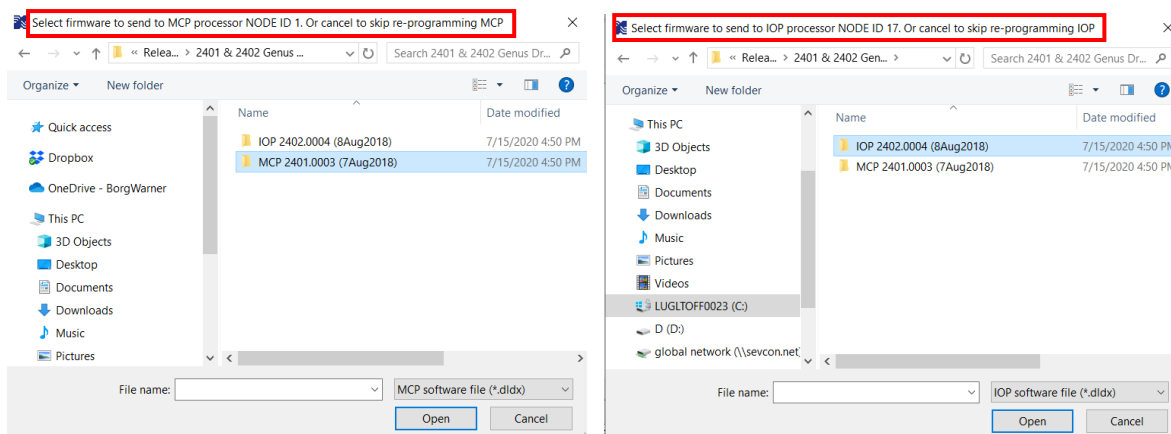 Select firmware to send to MCP processor NODE ID 1. Or cancel to skip re-programming MCP
« Relea... > 2401 & 2402 Genus ...
Search 2401 & 2402 Genus Dr...
Organize
New folder
Name
Date modified
Quick access
Dropbox
OneDrive - BorgWarner
This PC
3D Objects
Desktop
Documents
Downloads
Music
Pictures
IOP 2402.0004 (8Aug2018)
7/15/2020 4:50 PM
MCP 2401.0003 (7Aug2018)
7/15/2020 4:50 PM
File name:
MCP software file (*.dldx)
Open
Cancel
Select firmware to send to IOP processor NODE ID 17. Or cancel to skip re-programming IOP
« Relea... > 2401 & 2402 Gen... >
Search 2401 & 2402 Genus Dr...
Organize
New folder
Name
Date modified
This PC
3D Objects
Desktop
Documents
Downloads
Music
Pictures
Videos
LUGLTOFF0023 (C:)
D (D:)
global network (\\sevcon.net)
IOP 2402.0004 (8Aug2018)
7/15/2020 4:50 PM
MCP 2401.0003 (7Aug2018)
7/15/2020 4:50 PM
File name:
IOP software file (*.dldx)
Open
Cancel